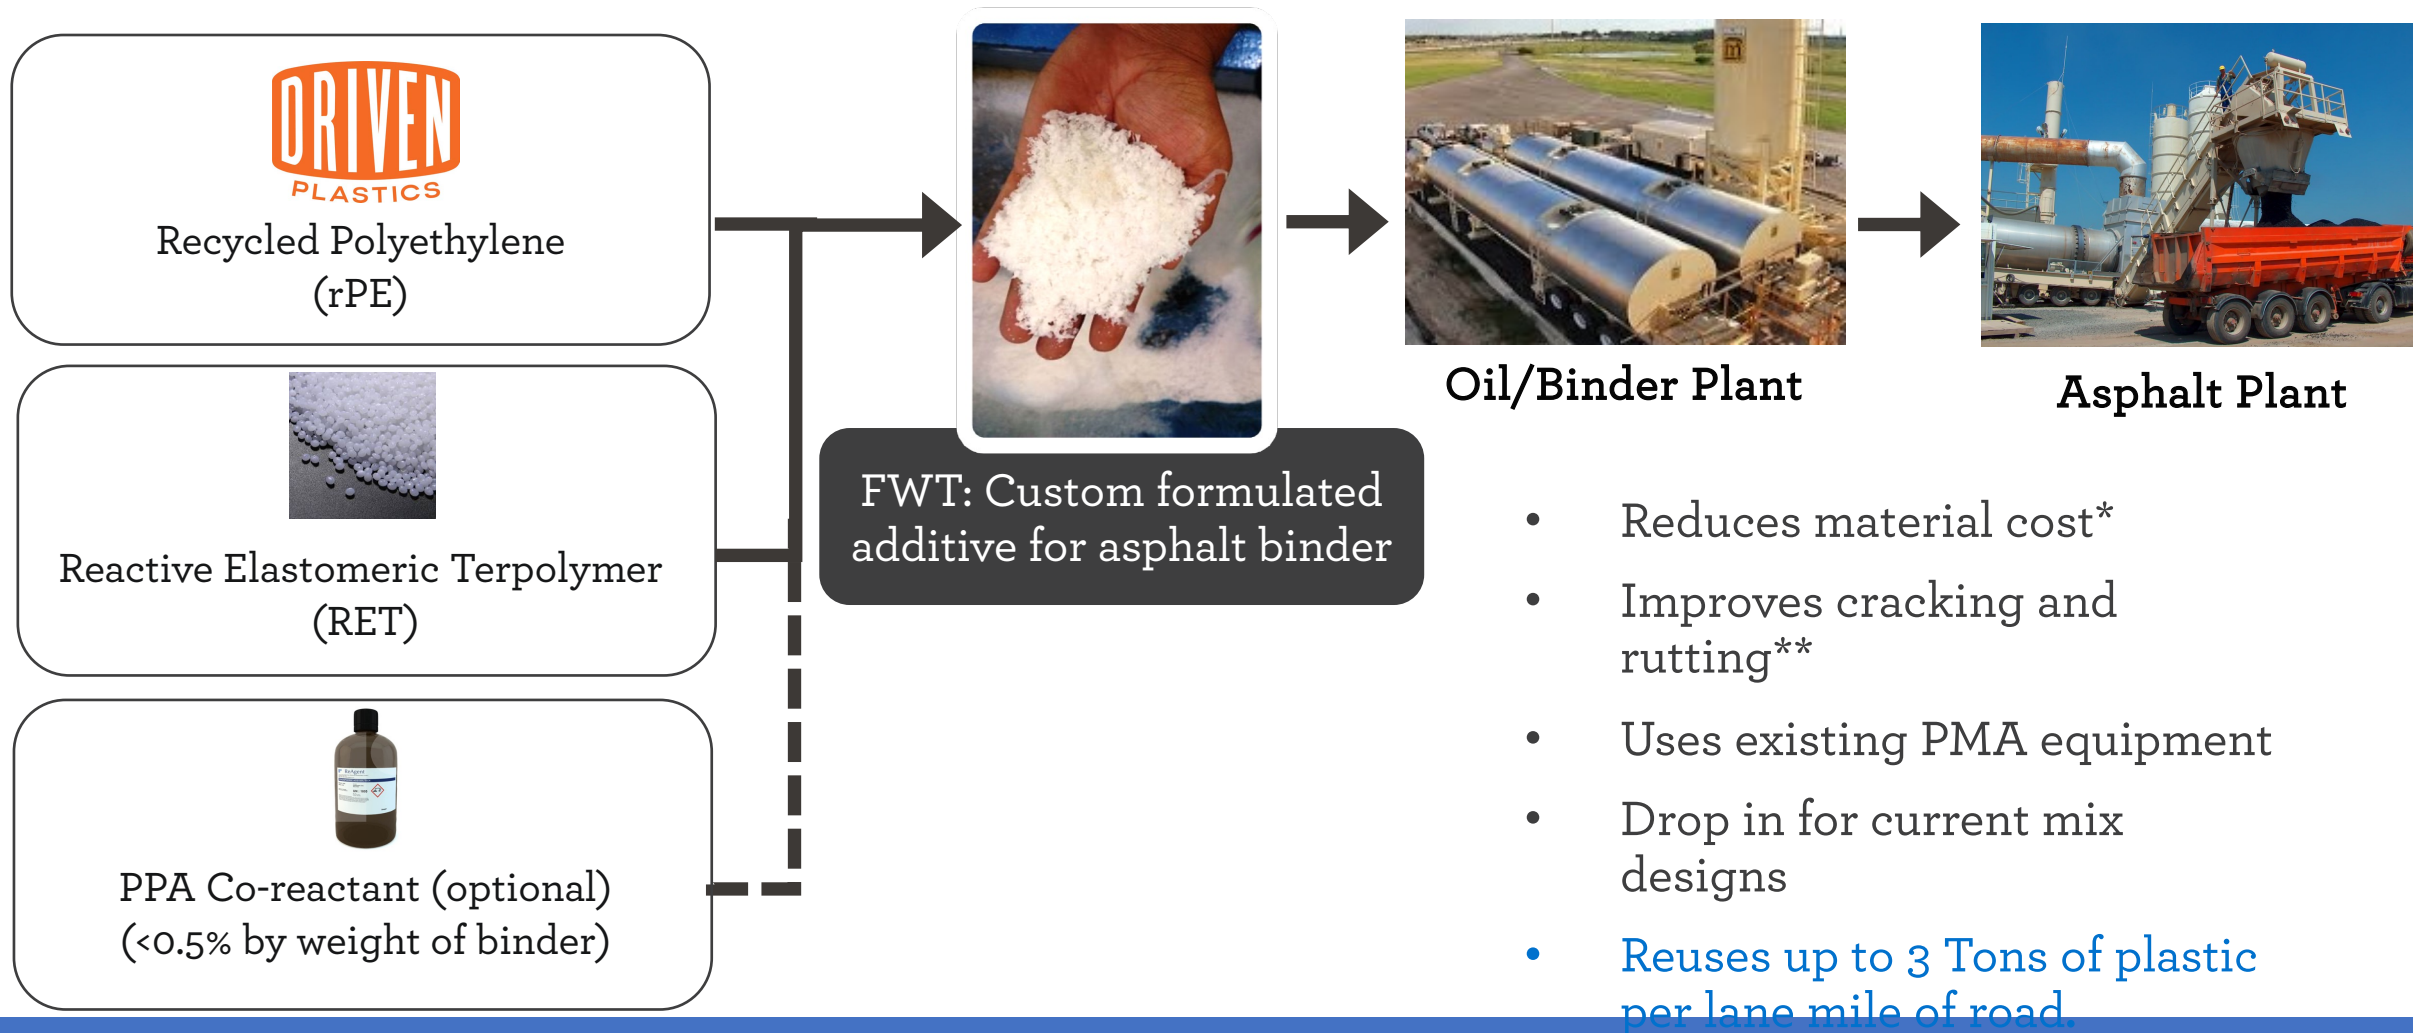 DRIVEN
PLASTICS
Recycled Polyethylene
(rPE)
Reactive Elastomeric Terpolymer
(RET)
PPA Co-reactant (optional)
(<0.5% by weight of binder)
FWT: Custom formulated
additive for asphalt binder
Oil/Binder Plant
Asphalt Plant
• Reduces material cost*
• Improves cracking and
rutting**
• Uses existing PMA equipment
• Drop in for current mix
designs
• Reuses up to 3 Tons of plastic
per lane mile of road.